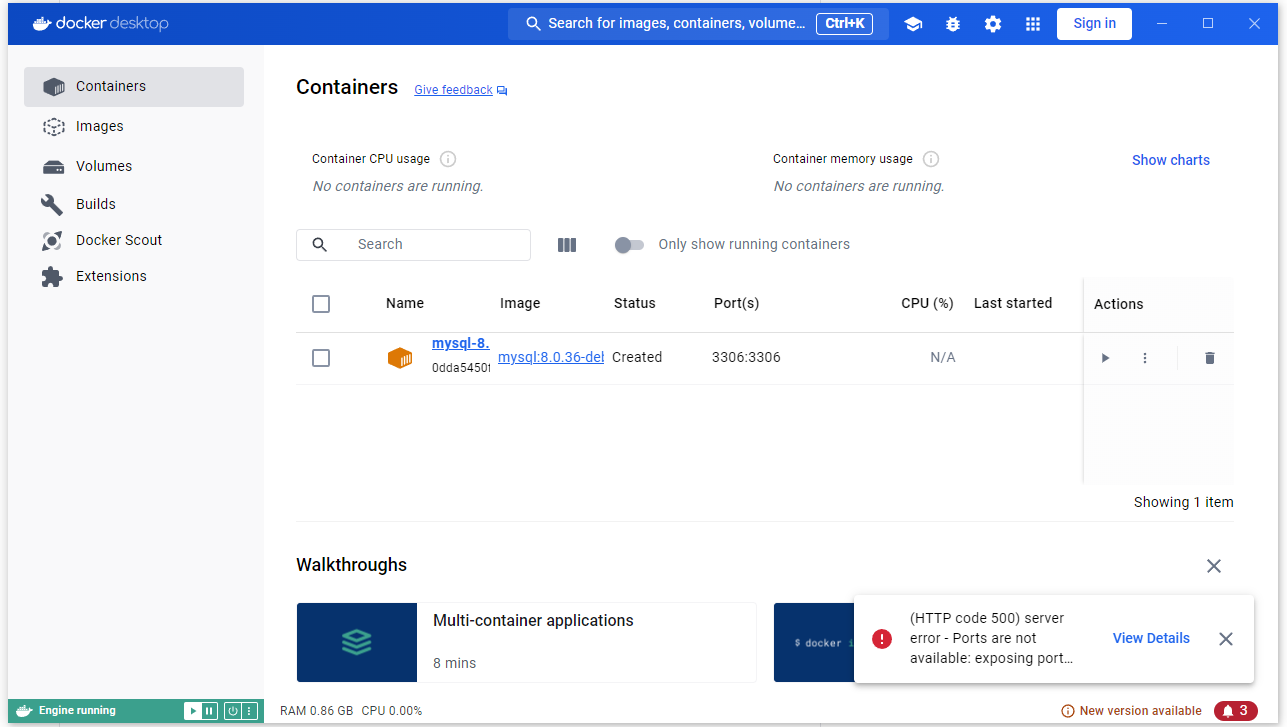 docker desktop
Search for images, containers, volume... Ctrl+K
Sign in
Containers
Images
Volumes
Builds
Docker Scout
Extensions
Containers Give feedback
Container CPU usage
No containers are running.
Container memory usage
No containers are running.
Show charts
Search
Only show running containers
Name Image Status Port(s) CPU (%) Last started Actions
mysql-8.
0dda5450f
mysql:8.0.36-deb Created 3306:3306 N/A
Showing 1 item
Walkthroughs
Multi-container applications
8 mins
$ docker i
(HTTP code 500) server
error - Ports are not
available: exposing port...
View Details
Engine running
RAM 0.86 GB CPU 0.00%
New version available
3